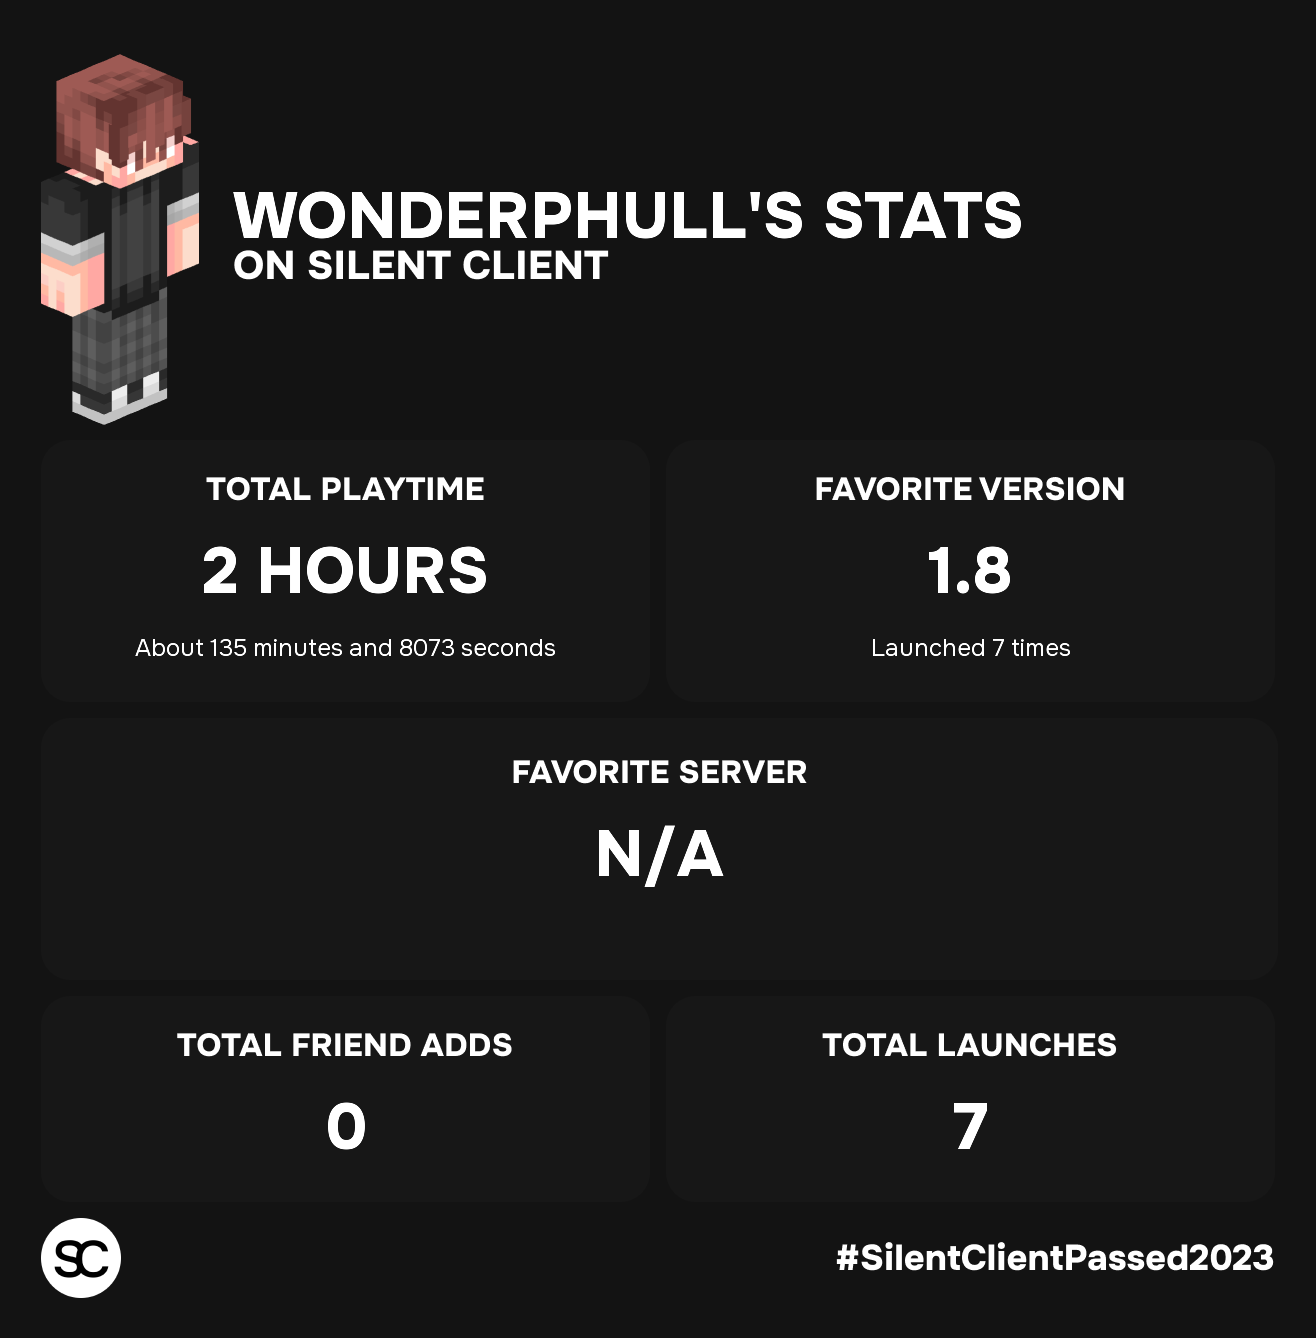 WONDERPHULL'S STATS
ON SILENT CLIENT
TOTAL PLAYTIME
2 HOURS
About 135 minutes and 8073 seconds
FAVORITE VERSION
1.8
Launched 7 times
FAVORITE SERVER
N/A
TOTAL FRIEND ADDS
0
TOTAL LAUNCHES
7
SC
#SilentClientPassed2023